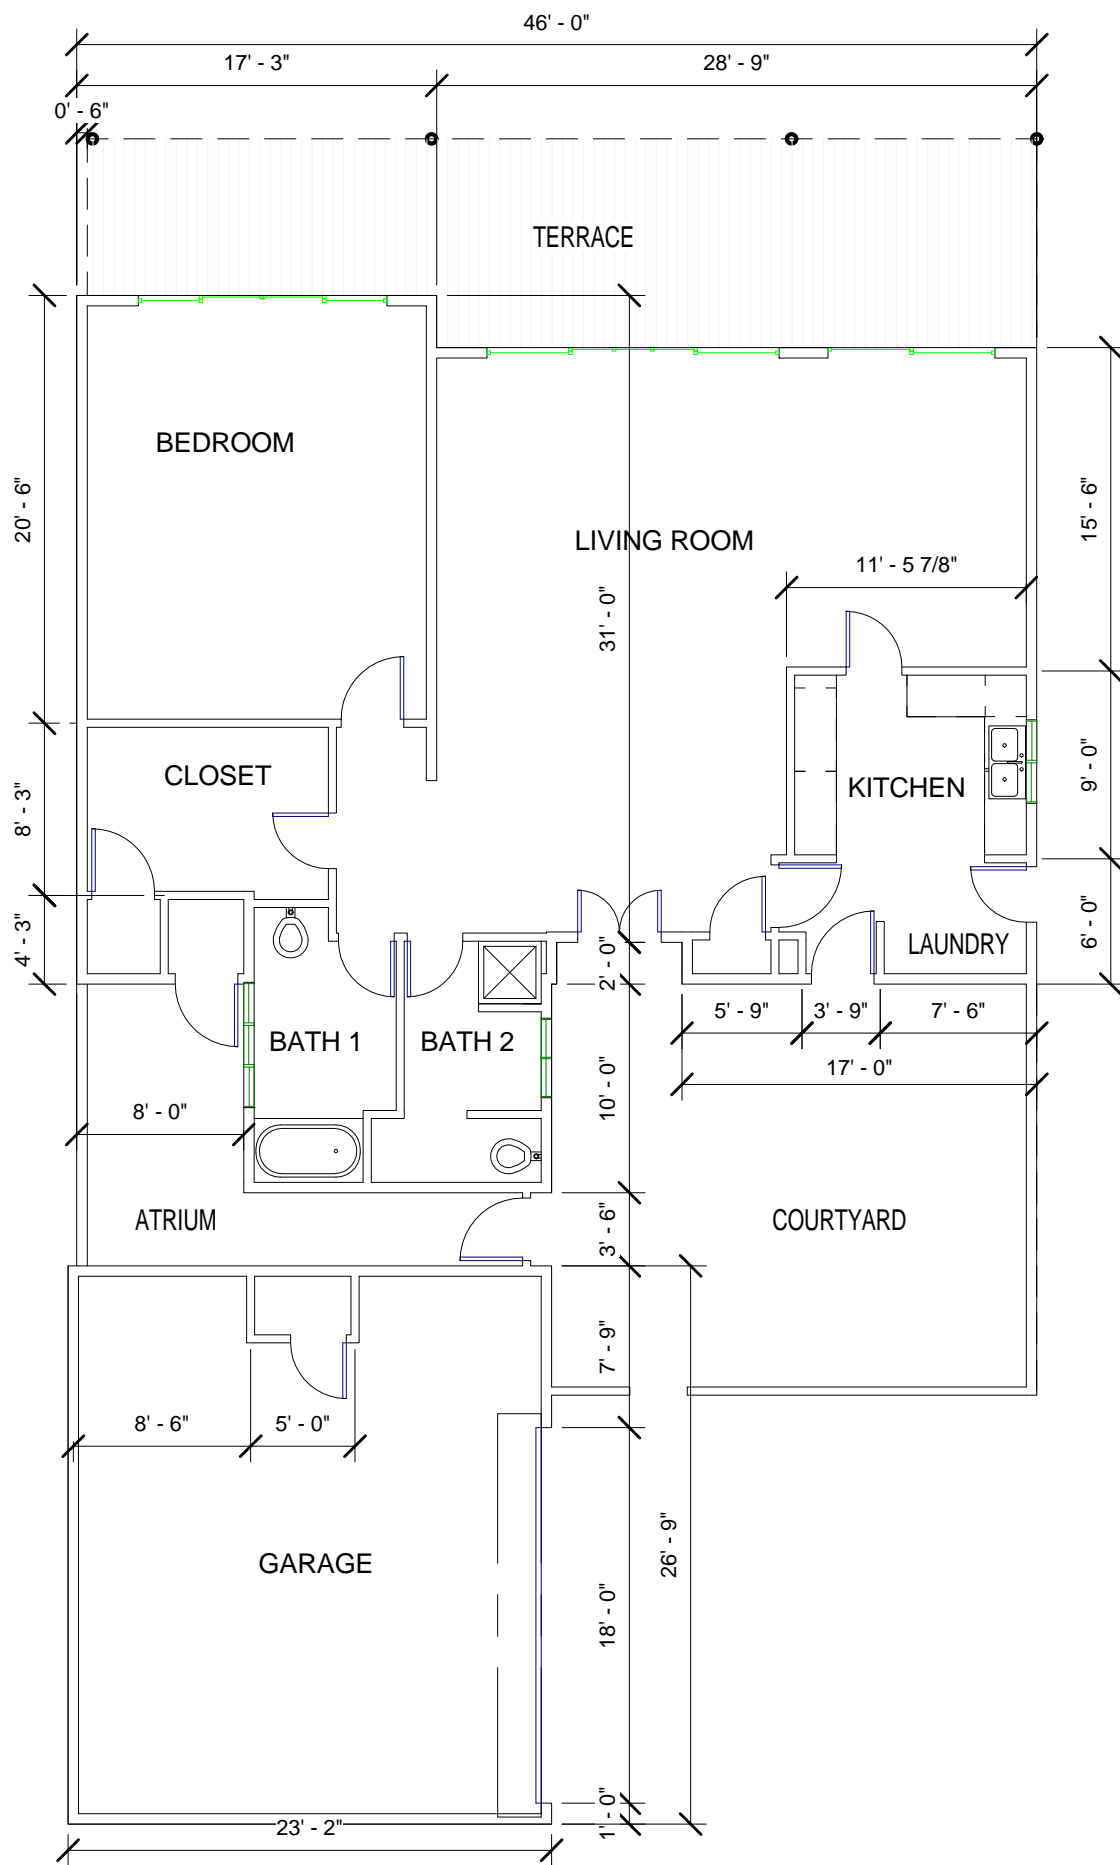 46' - 0"
17' - 3"
28' - 9"
0' - 6"
TERRACE
BEDROOM
20' - 6"
LIVING ROOM
15' - 6"
11' - 5 7/8"
31' - 0"
CLOSET
KITCHEN
9' - 0"
8' - 3"
4' - 3"
2' - 0"
LAUNDRY
6' - 0"
5' - 9"
3' - 9"
7' - 6"
BATH 1
BATH 2
17' - 0"
10' - 0"
8' - 0"
ATRIUM
3' - 6"
COURTYARD
7' - 9"
8' - 6"
5' - 0"
GARAGE
26' - 9"
18' - 0"
1' - 0"
23' - 2"